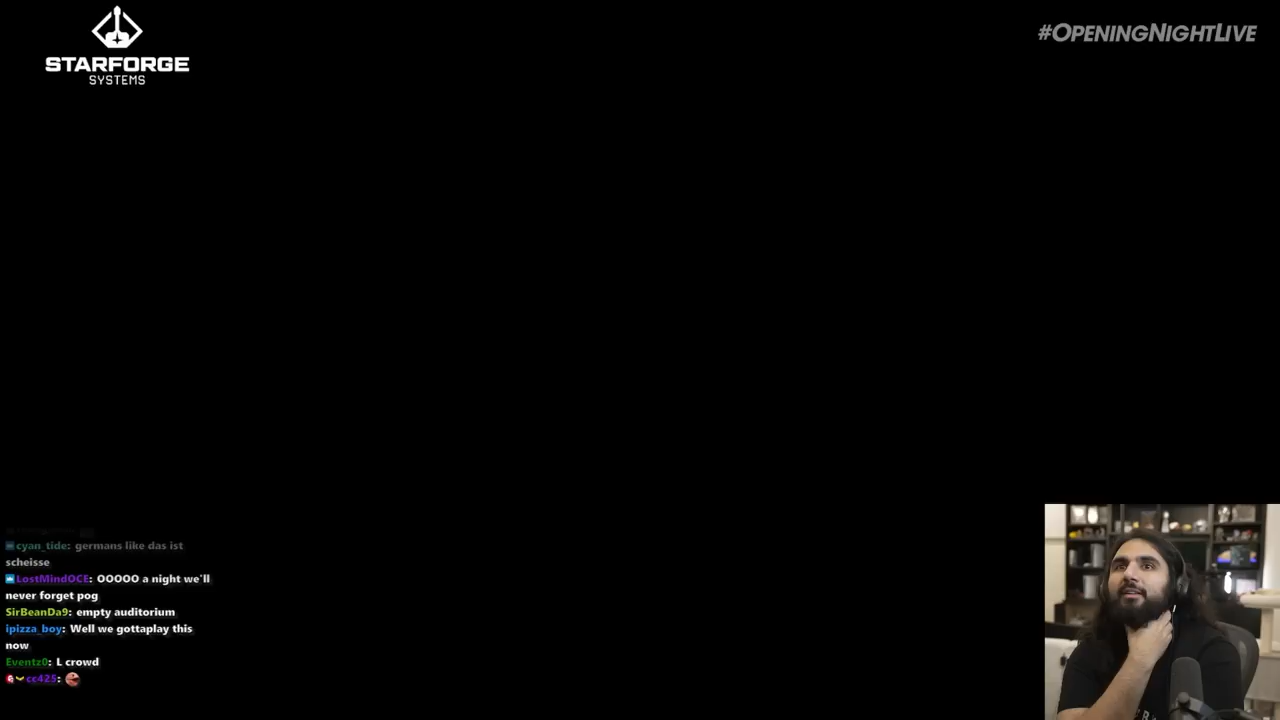 STARFORGE
SYSTEMS
#OPENINGNIGHTLIVE
cyan_tide: germans like das ist
scheisse
LostMindOCE: OOOOO a night we'll
never forget pog
SirBeanDa9: empty auditorium
ipizza_boy: Well we gottaplay this
now
Eventz0: L crowd
cc425: